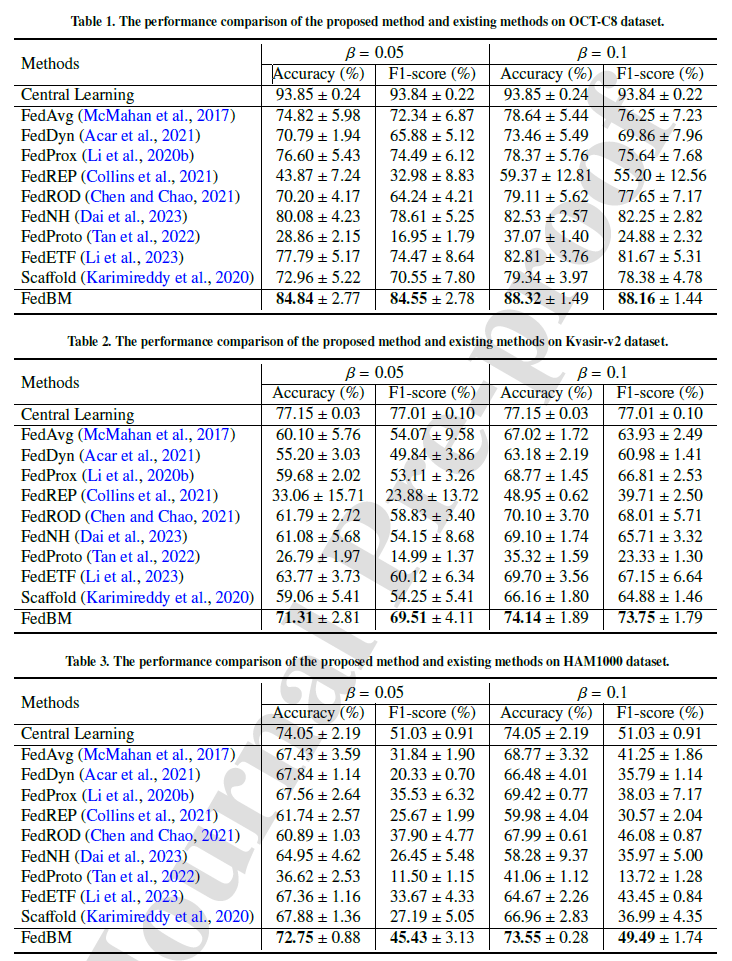 Table 1. The performance comparison of the proposed method and existing methods on OCT-C8 dataset.
Methods β = 0.05 β = 0.1
Accuracy (%) F1-score (%) Accuracy (%) F1-score (%)
Central Learning 93.85 ± 0.24 93.84 ± 0.22 93.85 ± 0.24 93.84 ± 0.22
FedAvg (McMahan et al., 2017) 74.82 ± 5.98 72.34 ± 6.87 78.64 ± 5.44 76.25 ± 7.23
FedDyn (Acar et al., 2021) 70.79 ± 1.94 65.88 ± 5.12 73.46 ± 5.49 69.86 ± 7.96
FedProx (Li et al., 2020b) 76.60 ± 5.43 74.49 ± 6.12 78.37 ± 5.76 75.64 ± 7.68
FedREP (Collins et al., 2021) 43.87 ± 7.24 32.98 ± 8.83 59.37 ± 12.81 55.20 ± 12.56
FedROD (Chen and Chao, 2021) 70.20 ± 4.17 64.24 ± 4.21 79.11 ± 5.62 77.65 ± 7.17
FedNH (Dai et al., 2023) 80.08 ± 4.23 78.61 ± 5.25 82.53 ± 2.57 82.25 ± 2.82
FedProto (Tan et al., 2022) 28.86 ± 2.15 16.95 ± 1.79 37.07 ± 1.40 24.88 ± 2.32
FedETF (Li et al., 2023) 77.79 ± 5.17 74.47 ± 8.64 82.81 ± 3.76 81.67 ± 5.31
Scaffold (Karimireddy et al., 2020) 72.96 ± 5.22 70.55 ± 7.80 79.34 ± 3.97 78.38 ± 4.78
FedBM 84.84 ± 2.77 84.55 ± 2.78 88.32 ± 1.49 88.16 ± 1.44
Table 2. The performance comparison of the proposed method and existing methods on Kvasir-v2 dataset.
Methods β = 0.05 β = 0.1
Accuracy (%) F1-score (%) Accuracy (%) F1-score (%)
Central Learning 77.15 ± 0.03 77.01 ± 0.10 77.15 ± 0.03 77.01 ± 0.10
FedAvg (McMahan et al., 2017) 60.10 ± 5.76 54.07 ± 9.58 67.02 ± 1.72 63.93 ± 2.49
FedDyn (Acar et al., 2021) 55.20 ± 3.03 49.84 ± 3.86 63.18 ± 2.19 60.98 ± 1.41
FedProx (Li et al., 2020b) 59.68 ± 2.02 53.11 ± 3.26 68.77 ± 1.45 66.81 ± 2.53
FedREP (Collins et al., 2021) 33.06 ± 15.71 23.88 ± 13.72 48.95 ± 0.62 39.71 ± 2.50
FedROD (Chen and Chao, 2021) 61.79 ± 2.72 58.83 ± 3.40 70.10 ± 3.70 68.01 ± 5.71
FedNH (Dai et al., 2023) 61.08 ± 5.68 54.15 ± 8.68 69.10 ± 1.74 65.71 ± 3.32
FedProto (Tan et al., 2022) 26.79 ± 1.97 14.99 ± 1.37 35.32 ± 1.59 23.33 ± 1.30
FedETF (Li et al., 2023) 63.77 ± 3.73 60.12 ± 6.34 69.70 ± 3.56 67.15 ± 6.64
Scaffold (Karimireddy et al., 2020) 59.06 ± 5.41 54.25 ± 5.41 66.16 ± 1.80 64.88 ± 1.46
FedBM 71.31 ± 2.81 69.51 ± 4.11 74.14 ± 1.89 73.75 ± 1.79
Table 3. The performance comparison of the proposed method and existing methods on HAM1000 dataset.
Methods β = 0.05 β = 0.1
Accuracy (%) F1-score (%) Accuracy (%) F1-score (%)
Central Learning 74.05 ± 2.19 51.03 ± 0.91 74.05 ± 2.19 51.03 ± 0.91
FedAvg (McMahan et al., 2017) 67.43 ± 3.59 31.84 ± 1.90 68.77 ± 3.32 41.25 ± 1.86
FedDyn (Acar et al., 2021) 67.84 ± 1.14 20.33 ± 0.70 66.48 ± 4.01 35.79 ± 1.14
FedProx (Li et al., 2020b) 67.56 ± 2.64 35.53 ± 6.32 69.42 ± 0.77 38.03 ± 7.17
FedREP (Collins et al., 2021) 61.74 ± 2.57 25.67 ± 1.99 59.98 ± 4.04 30.57 ± 2.04
FedROD (Chen and Chao, 2021) 60.89 ± 1.03 37.90 ± 4.77 67.99 ± 0.61 46.08 ± 0.87
FedNH (Dai et al., 2023) 64.95 ± 4.62 26.45 ± 5.48 58.28 ± 9.37 35.97 ± 5.00
FedProto (Tan et al., 2022) 36.62 ± 2.53 11.50 ± 1.15 41.06 ± 1.12 13.72 ± 1.28
FedETF (Li et al., 2023) 67.36 ± 1.16 33.67 ± 4.33 64.67 ± 2.26 43.45 ± 0.84
Scaffold (Karimireddy et al., 2020) 67.88 ± 1.36 27.19 ± 5.05 66.96 ± 2.83 36.99 ± 4.35
FedBM 72.75 ± 0.88 45.43 ± 3.13 73.55 ± 0.28 49.49 ± 1.74
Journal Pre-proof